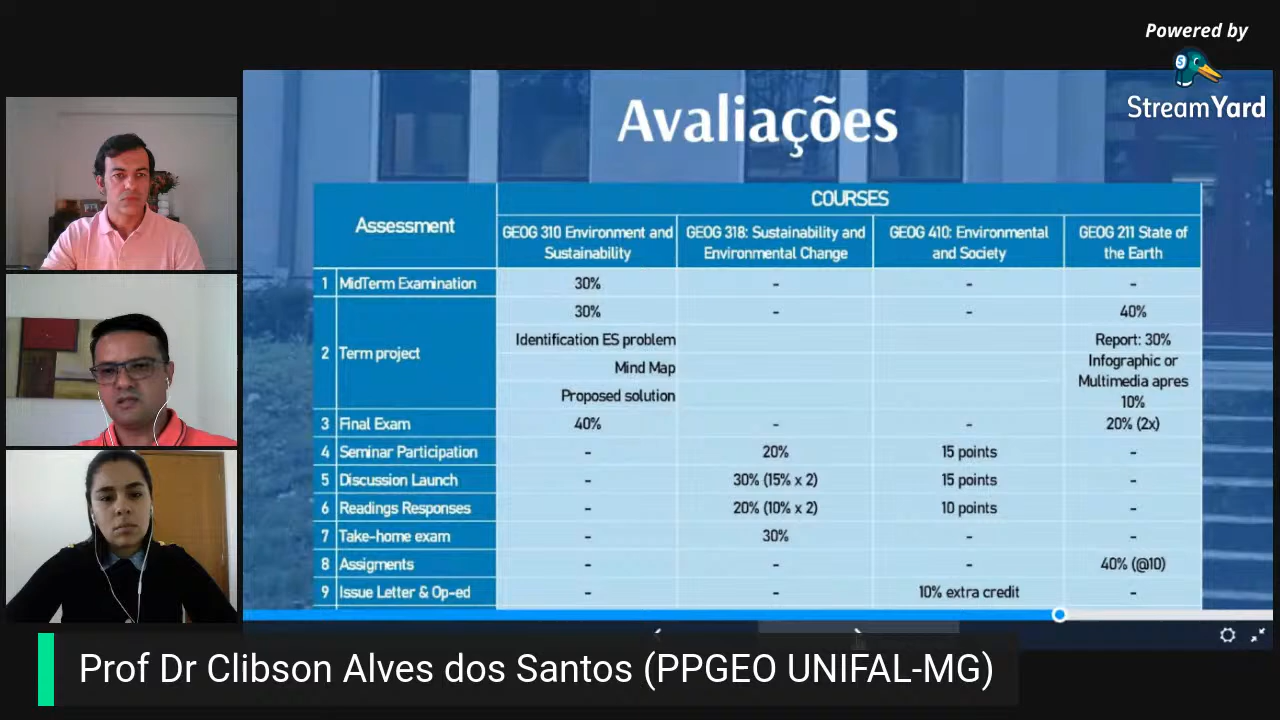 Powered by
StreamYard
Avaliações
Assessment
COURSES
GEOG 310 Environment and Sustainability
GEOG 318: Sustainability and Environmental Change
GEOG 410: Environmental and Society
GEOG 211 State of the Earth
1 MidTerm Examination 30% - - -
2 Term project 30% - - 40%
Identification ES problem Report: 30%
Mind Map Infographic or Multimedia apres
Proposed solution 10%
3 Final Exam 40% - - 20% (2x)
4 Seminar Participation - 20% 15 points -
5 Discussion Launch - 30% (15% x 2) 15 points -
6 Readings Responses - 20% (10% x 2) 10 points -
7 Take-home exam - 30% - -
8 Assigments - - - 40% (@10)
9 Issue Letter & Op-ed - - 10% extra credit -
Prof Dr Clibson Alves dos Santos (PPGEO UNIFAL-MG)